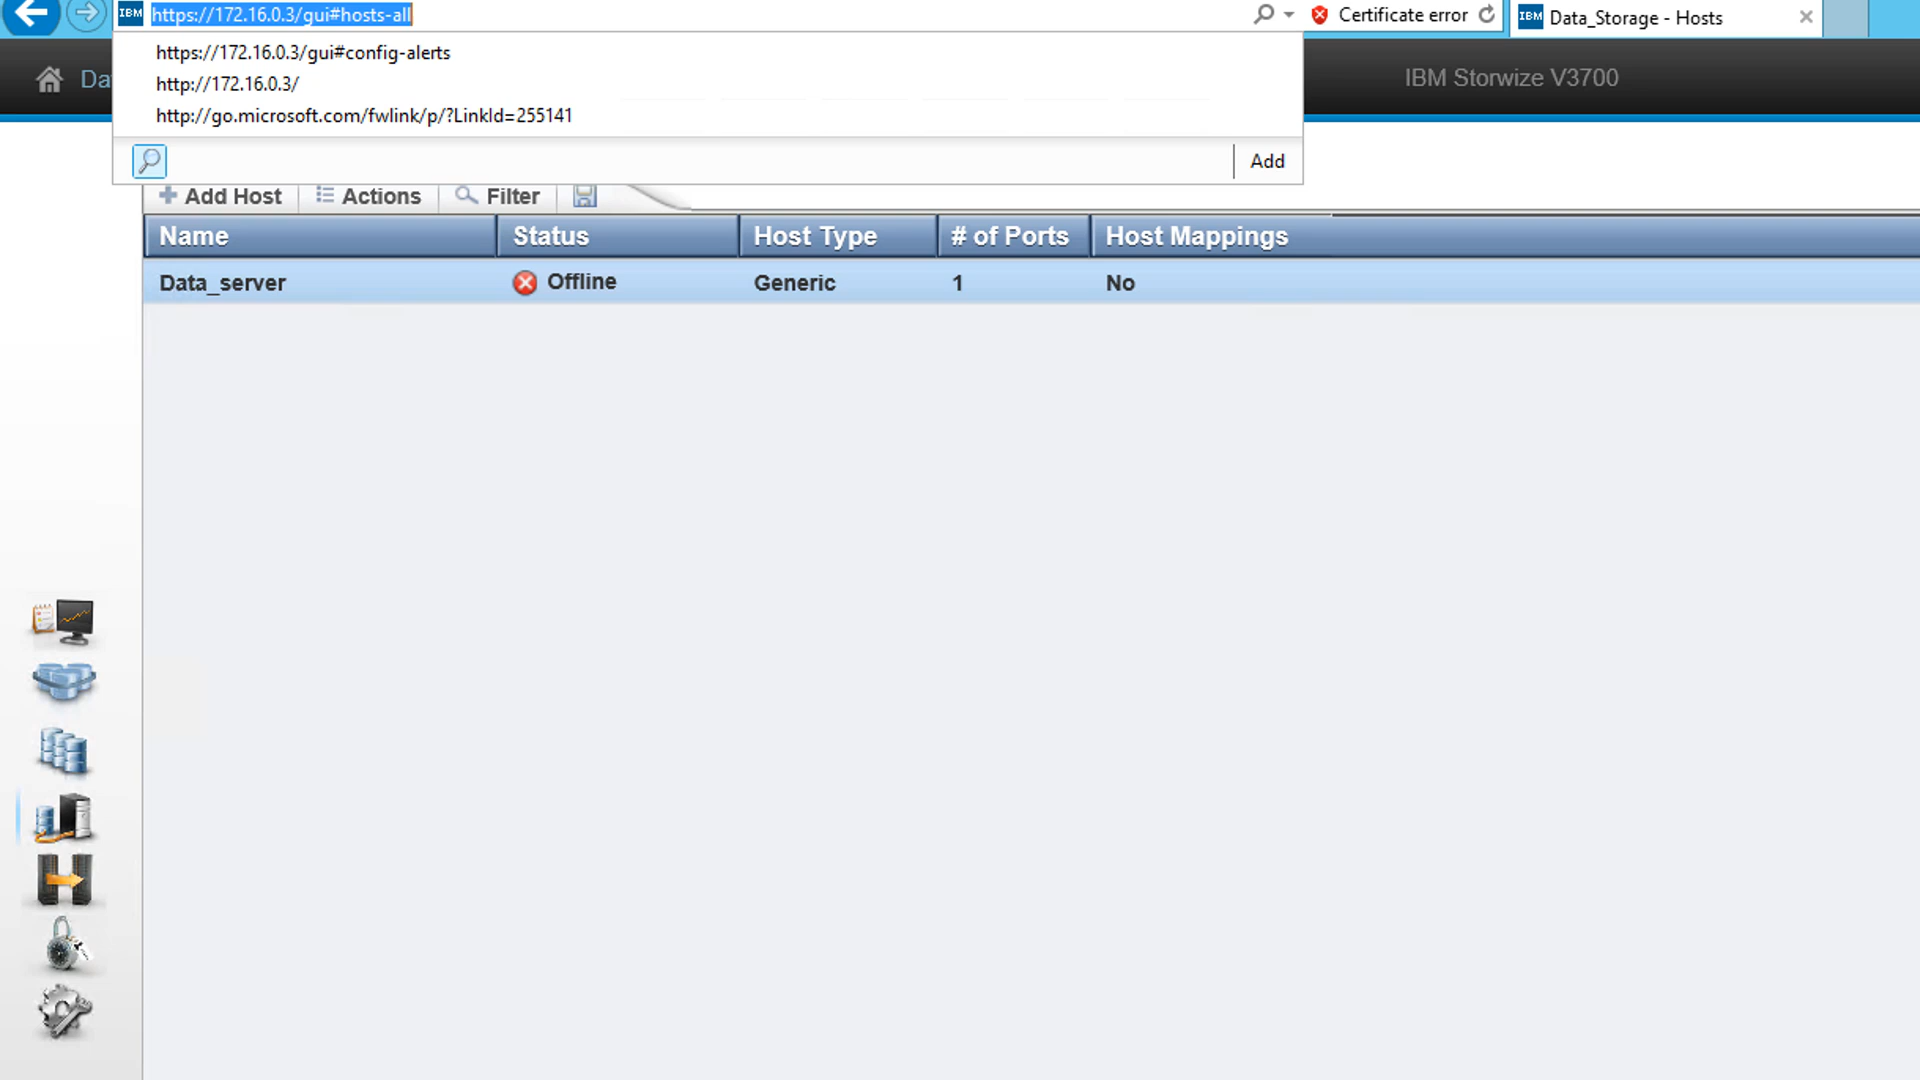 IBM https://172.16.0.3/gui#hosts-all Certificate error IBM Data_Storage - Hosts
https://172.16.0.3/gui#config-alerts
Da IBM Storwize V3700
http://172.16.0.3/
http://go.microsoft.com/fwlink/p/?LinkId=255141
Add
Add Host Actions Filter
Name Status Host Type # of Ports Host Mappings
Data_server Offline Generic 1 No